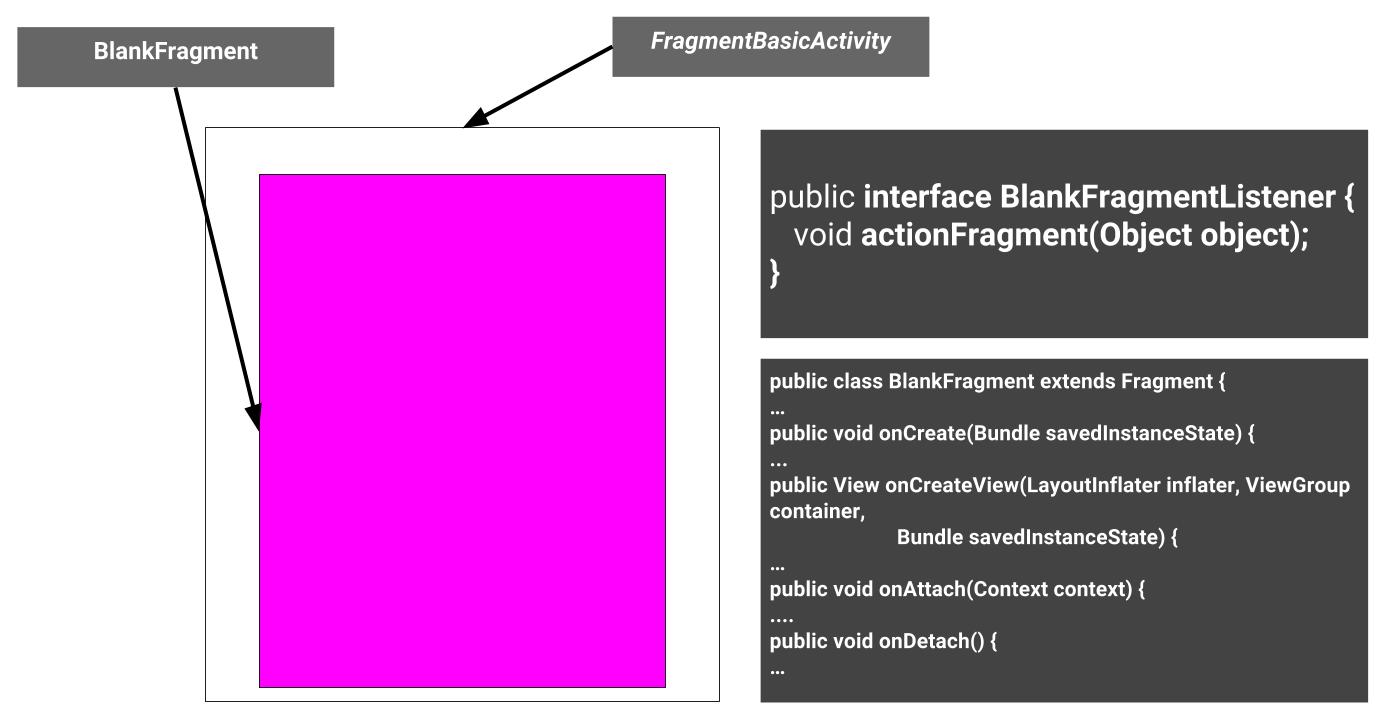 BlankFragment
FragmentBasicActivity
public interface BlankFragmentListener {
void actionFragment(Object object);
}
public class BlankFragment extends Fragment {
…
public void onCreate(Bundle savedInstanceState) {
...
public View onCreateView(LayoutInflater inflater, ViewGroup
container,
Bundle savedInstanceState) {
…
public void onAttach(Context context) {
....
public void onDetach() {
…